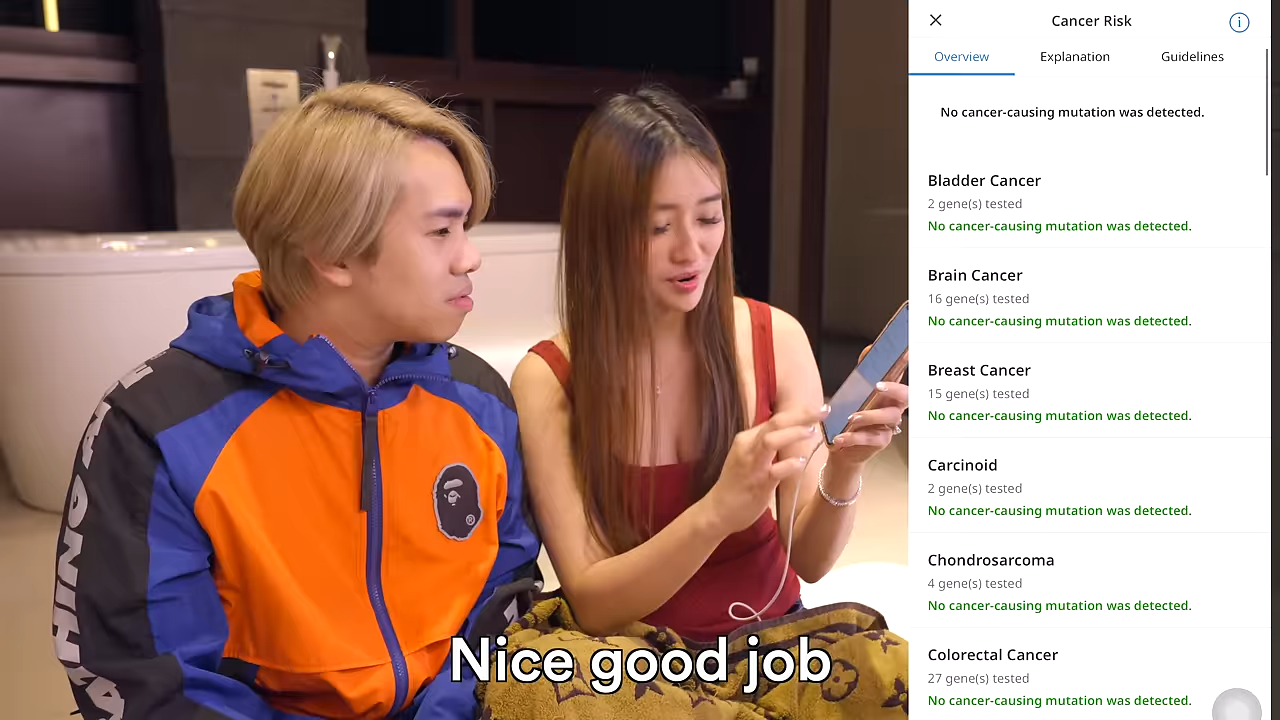 Cancer Risk
Overview
Explanation
Guidelines
No cancer-causing mutation was detected.
Bladder Cancer
2 gene(s) tested
No cancer-causing mutation was detected.
Brain Cancer
16 gene(s) tested
No cancer-causing mutation was detected.
Breast Cancer
15 gene(s) tested
No cancer-causing mutation was detected.
Carcinoid
2 gene(s) tested
No cancer-causing mutation was detected.
Chondrosarcoma
4 gene(s) tested
No cancer-causing mutation was detected.
Colorectal Cancer
27 gene(s) tested
No cancer-causing mutation was detected.
Nice good job